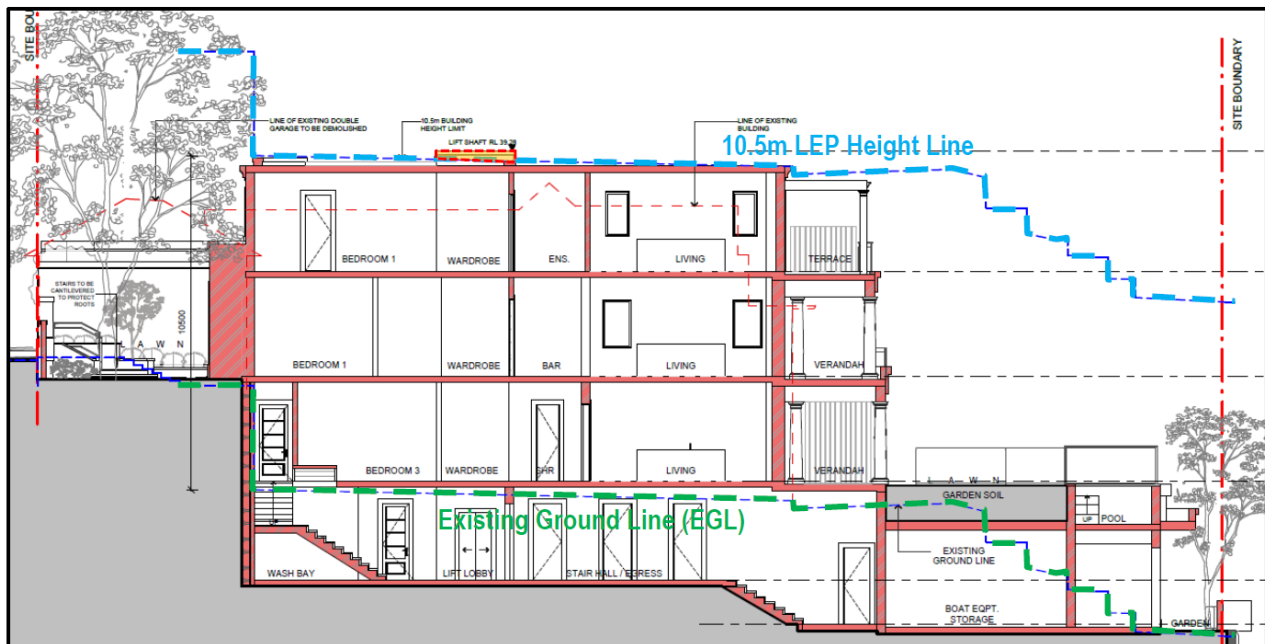 SITE BOU
SITE BOUNDARY
LINE OF EXISTING DOUBLE
GARAGE TO BE DEMOLISHED
10.5m BUILDING
HEIGHT LIMIT
LIFT SHAFT RL 39.
LINE OF EXISTING
BUILDING
10.5m LEP Height Line
BEDROOM 1
WARDROBE
ENS.
LIVING
TERRACE
STAIRS TO BE
CANTILEVERED
TO PROTECT
ROOTS
10500
A W N
BEDROOM 1
WARDROBE
BAR
LIVING
VERANDAH
BEDROOM 3
WARDROBE
SHR
LIVING
VERANDAH
L A W N
GARDEN SOIL
UP
POOL
Existing Ground Line (EGL)
EXISTING
GROUND LINE
WASH BAY
LIFT LOBBY
STAIR HALL / EGRESS
BOAT EQPT.
STORAGE
GARDEN